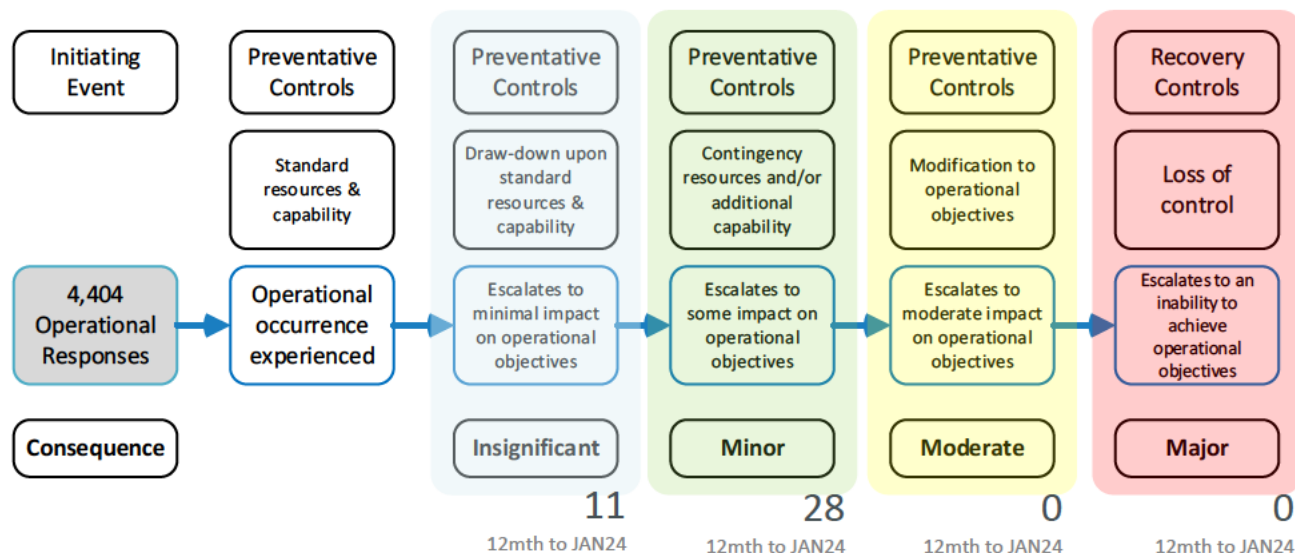 Initiating
Event
Preventative
Controls
Preventative
Controls
Preventative
Controls
Preventative
Controls
Recovery
Controls
Standard
resources &
capability
Draw-down upon
standard
resources &
capability
Contingency
resources and/or
additional
capability
Modification to
operational
objectives
Loss of
control
4,404
Operational
Responses
Operational
occurrence
experienced
Escalates to
minimal impact
on operational
objectives
Escalates to
some impact on
operational
objectives
Escalates to
moderate impact
on operational
objectives
Escalates to an
inability to
achieve
operational
objectives
Consequence
Insignificant
Minor
Moderate
Major
11
28
0
0
12mth to JAN24
12mth to JAN24
12mth to JAN24
12mth to JAN24